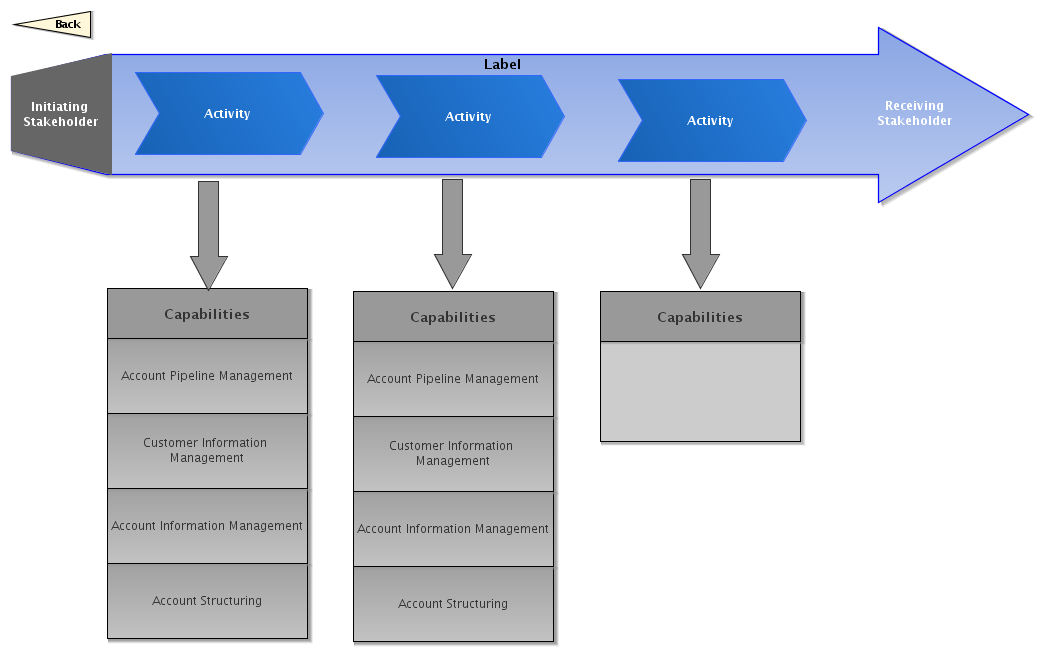 Back
Label
Initiating
Stakeholder
Activity
Activity
Activity
Receiving
Stakeholder
Capabilities
Account Pipeline Management
Customer Information
Management
Account Information Management
Account Structuring
Capabilities
Account Pipeline Management
Customer Information
Management
Account Information Management
Account Structuring
Capabilities